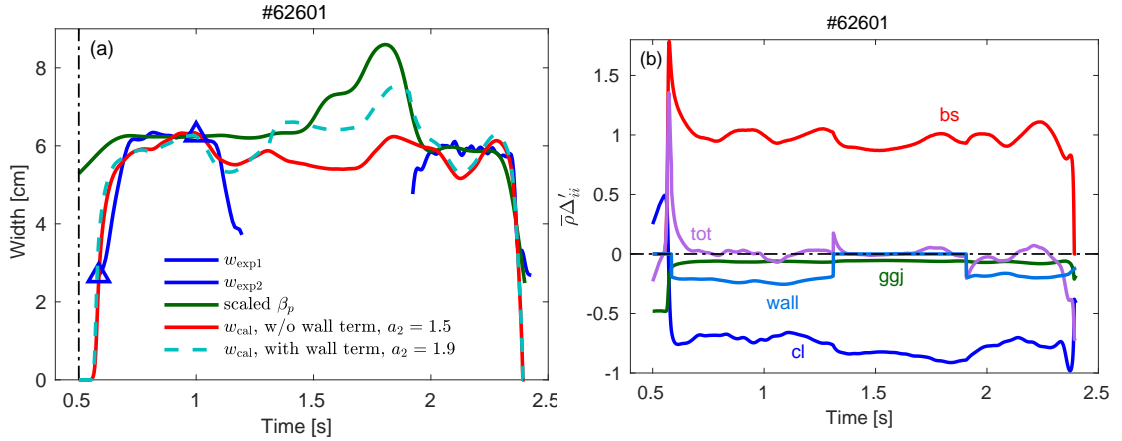 #62601
(a)
Width [cm]
8
6
4
2
0
w_exp1
w_exp2
scaled β_p
w_cal, w/o wall term, a_2 = 1.5
w_cal, with wall term, a_2 = 1.9
0.5
1
1.5
2
2.5
Time [s]
#62601
(b)
ρ̅Δ′_ii
1.5
1
0.5
0
-0.5
-1
bs
tot
ggj
wall
cl
0.5
1
1.5
2
2.5
Time [s]